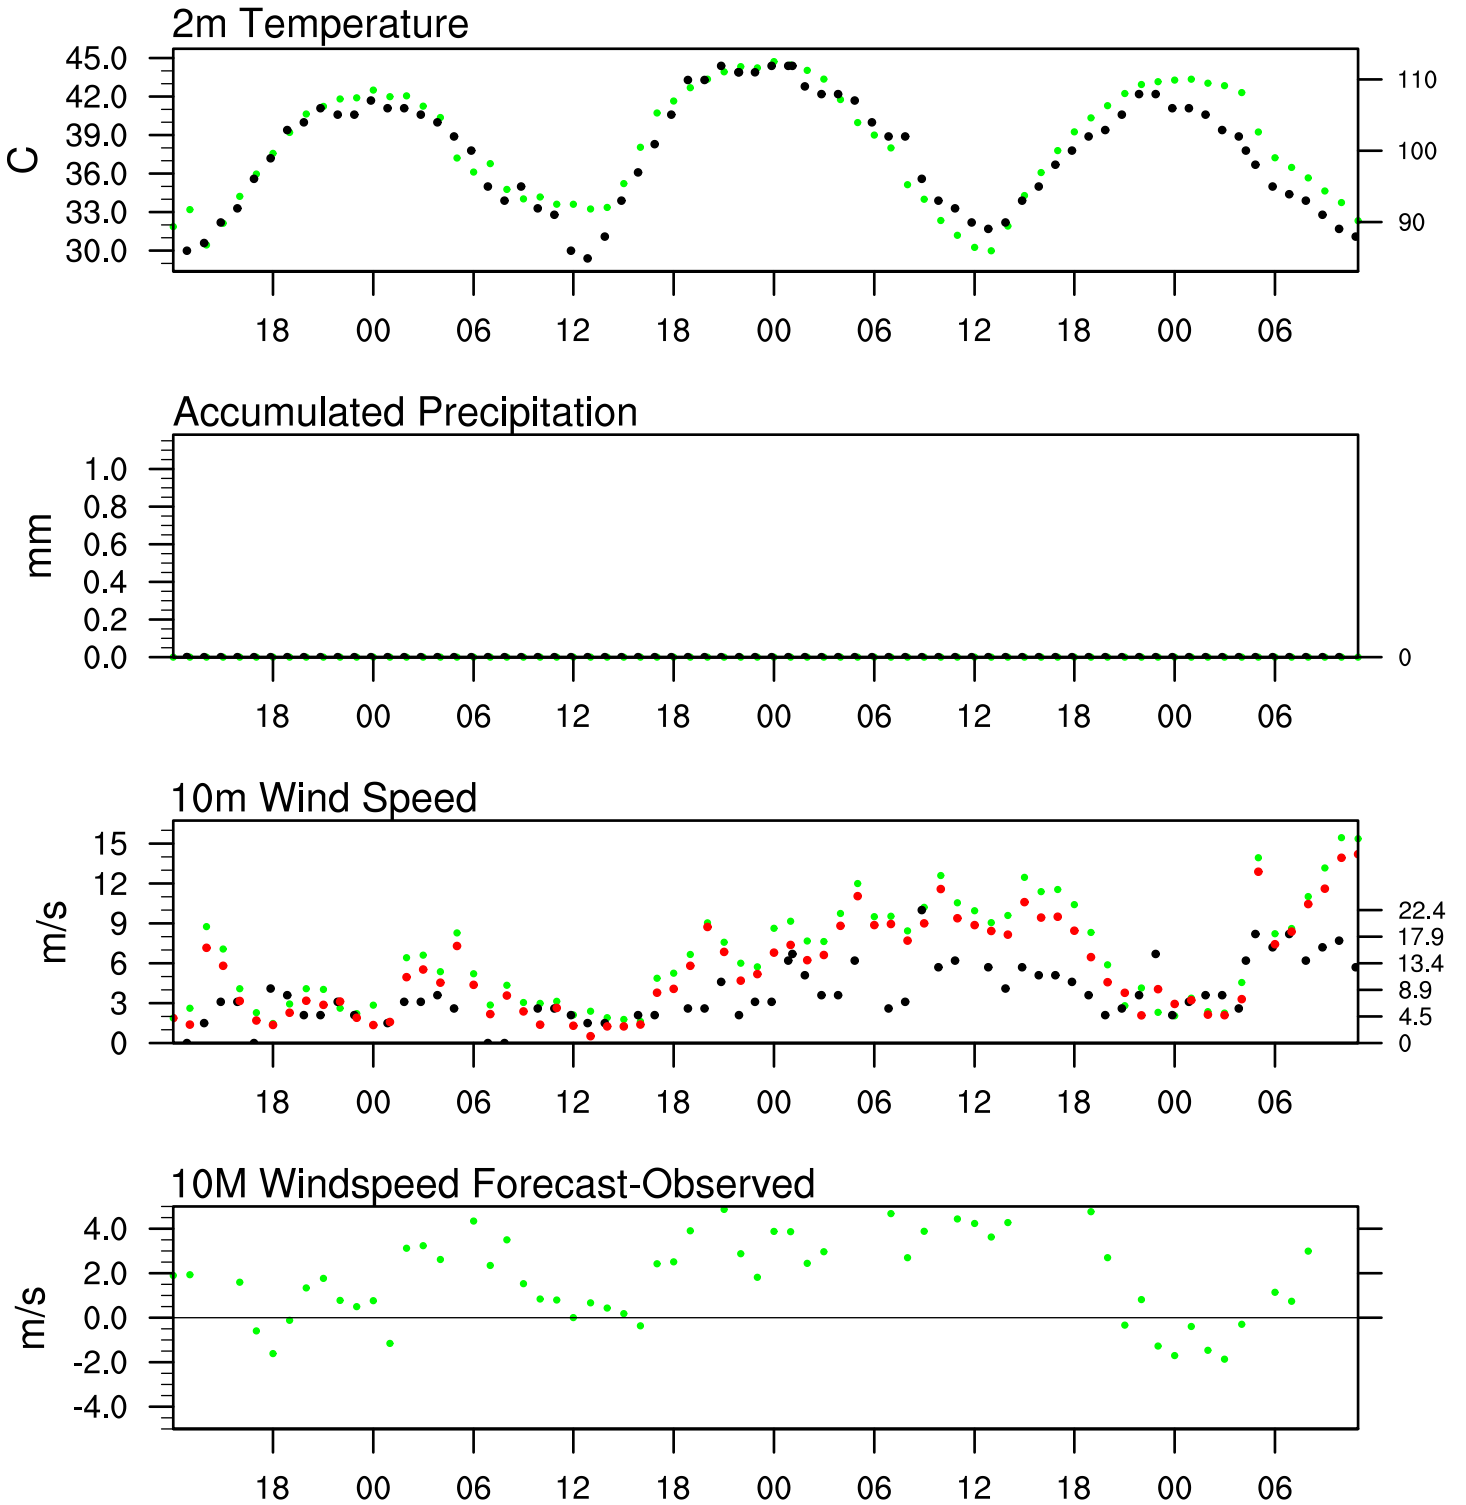 2m Temperature
45.0
42.0
39.0
36.0
33.0
30.0
C
110
100
90
18 00 06 12 18 00 06 12 18 00 06
Accumulated Precipitation
1.0
0.8
0.6
0.4
0.2
0.0
mm
0
18 00 06 12 18 00 06 12 18 00 06
10m Wind Speed
15
12
9
6
3
0
m/s
22.4
17.9
13.4
8.9
4.5
0
18 00 06 12 18 00 06 12 18 00 06
10M Windspeed Forecast-Observed
4.0
2.0
0.0
-2.0
-4.0
m/s
18 00 06 12 18 00 06 12 18 00 06